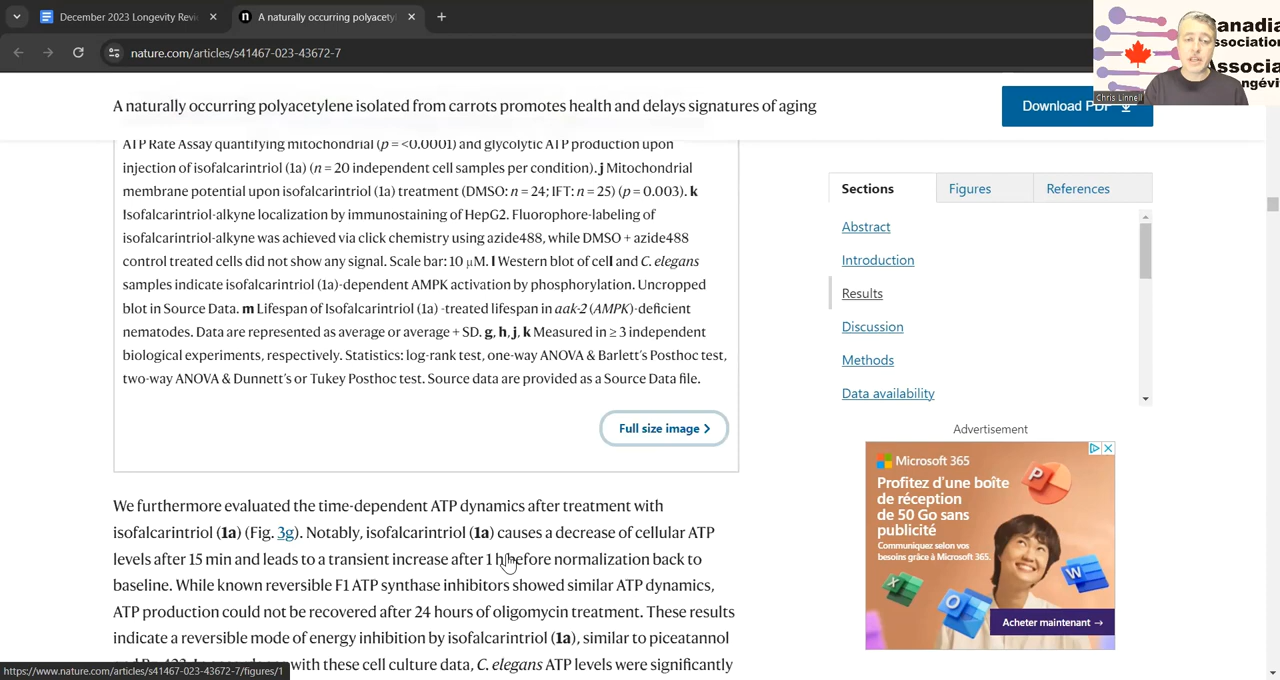 December 2023 Longevity Revi
A naturally occurring polyacetyl
nature.com/articles/s41467-023-43672-7
Canadia
ssociation
Associa
ongévi
Chris Linnell
A naturally occurring polyacetylene isolated from carrots promotes health and delays signatures of aging
Download PDF
ATP Rate Assay quantifying mitochondrial (p = <0.0001) and glycolytic ATP production upon
injection of isofalcarintriol (1a) (n = 20 independent cell samples per condition). j Mitochondrial
membrane potential upon isofalcarintriol (1a) treatment (DMSO: n = 24; IFT: n = 25) (p = 0.003). k
Isofalcarintriol-alkyne localization by immunostaining of HepG2. Fluorophore-labeling of
isofalcarintriol-alkyne was achieved via click chemistry using azide488, while DMSO + azide488
control treated cells did not show any signal. Scale bar: 10 µM. l Western blot of cell and C. elegans
samples indicate isofalcarintriol (1a)-dependent AMPK activation by phosphorylation. Uncropped
blot in Source Data. m Lifespan of Isofalcarintriol (1a) -treated lifespan in aak-2 (AMPK)-deficient
nematodes. Data are represented as average or average + SD. g, h, j, k Measured in ≥ 3 independent
biological experiments, respectively. Statistics: log-rank test, one-way ANOVA & Barlett's Posthoc test,
two-way ANOVA & Dunnett's or Tukey Posthoc test. Source data are provided as a Source Data file.
Full size image
We furthermore evaluated the time-dependent ATP dynamics after treatment with
isofalcarintriol (1a) (Fig. 3g). Notably, isofalcarintriol (1a) causes a decrease of cellular ATP
levels after 15 min and leads to a transient increase after 1 h before normalization back to
baseline. While known reversible F1 ATP synthase inhibitors showed similar ATP dynamics,
ATP production could not be recovered after 24 hours of oligomycin treatment. These results
indicate a reversible mode of energy inhibition by isofalcarintriol (1a), similar to piceatannol
with these cell culture data, C. elegans ATP levels were significantly
https://www.nature.com/articles/s41467-023-43672-7/figures/1
Sections
Figures
References
Abstract
Introduction
Results
Discussion
Methods
Data availability
Advertisement
Microsoft 365
Profitez d'une boîte
de réception
de 50 Go sans
publicité
Communiquez selon vos
besoins grâce à Microsoft 365.
Acheter maintenant →